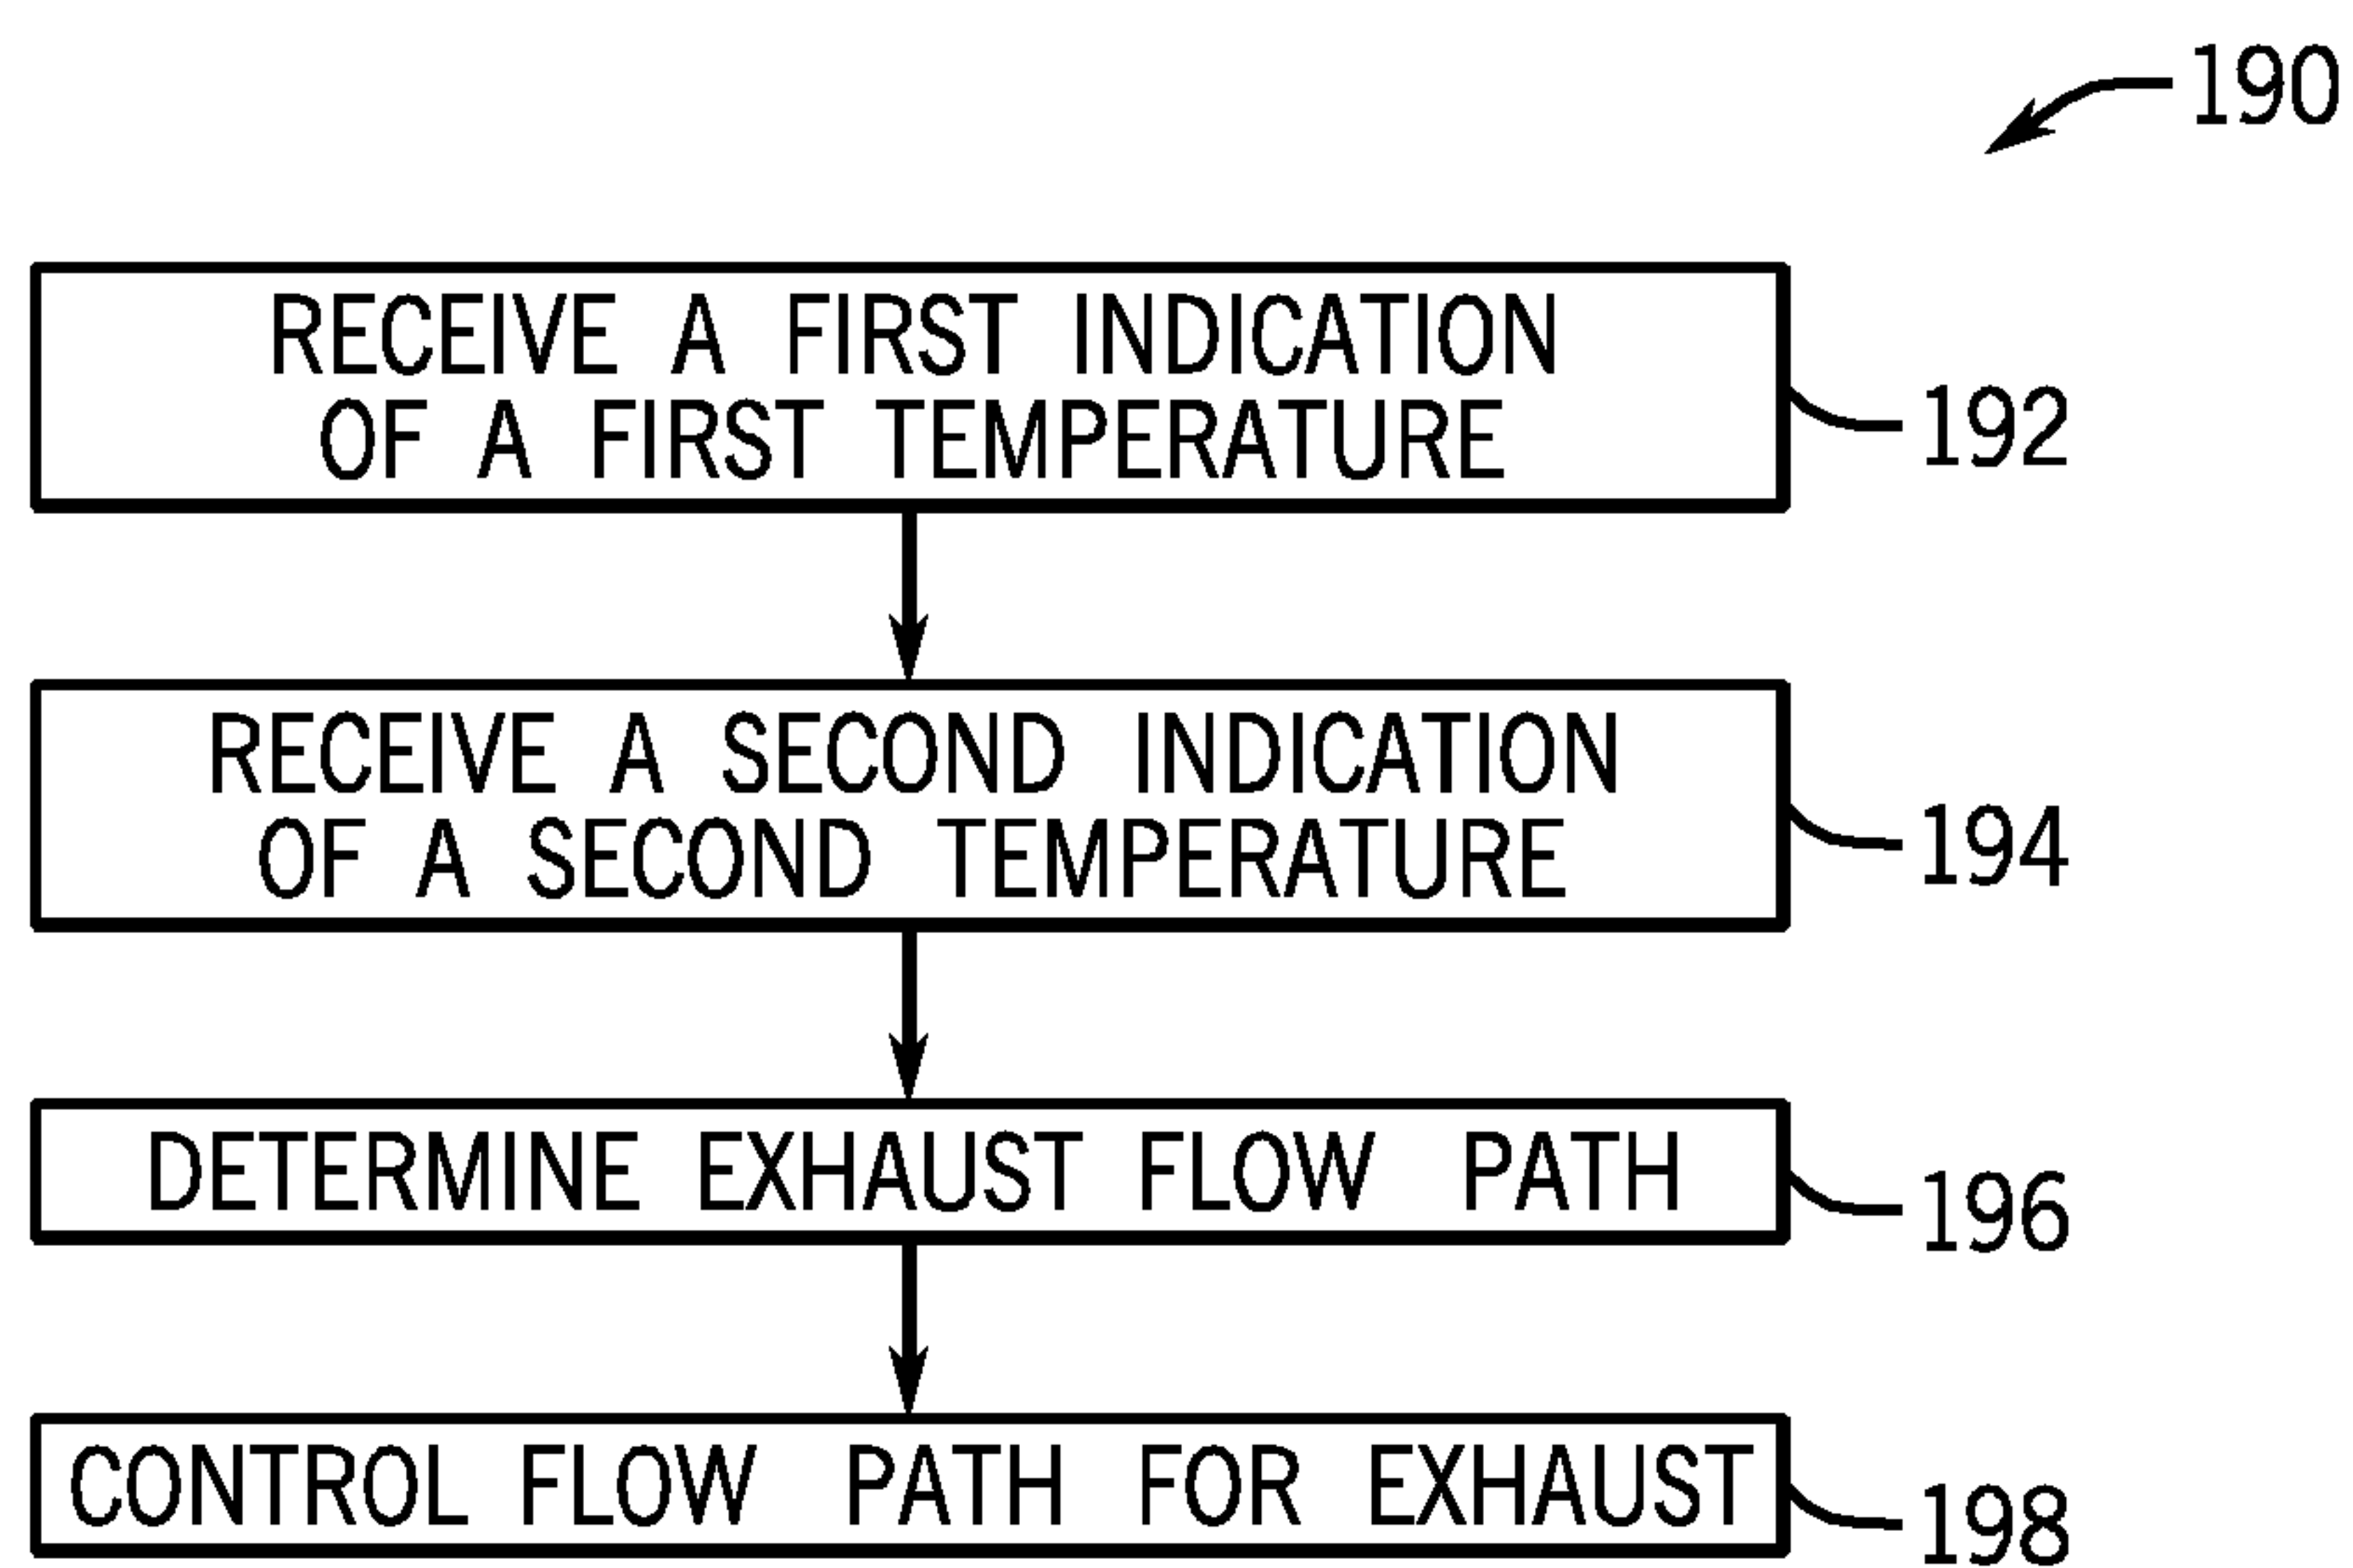 190
RECEIVE A FIRST INDICATION
OF A FIRST TEMPERATURE
192
RECEIVE A SECOND INDICATION
OF A SECOND TEMPERATURE
194
DETERMINE EXHAUST FLOW PATH
196
CONTROL FLOW PATH FOR EXHAUST
198